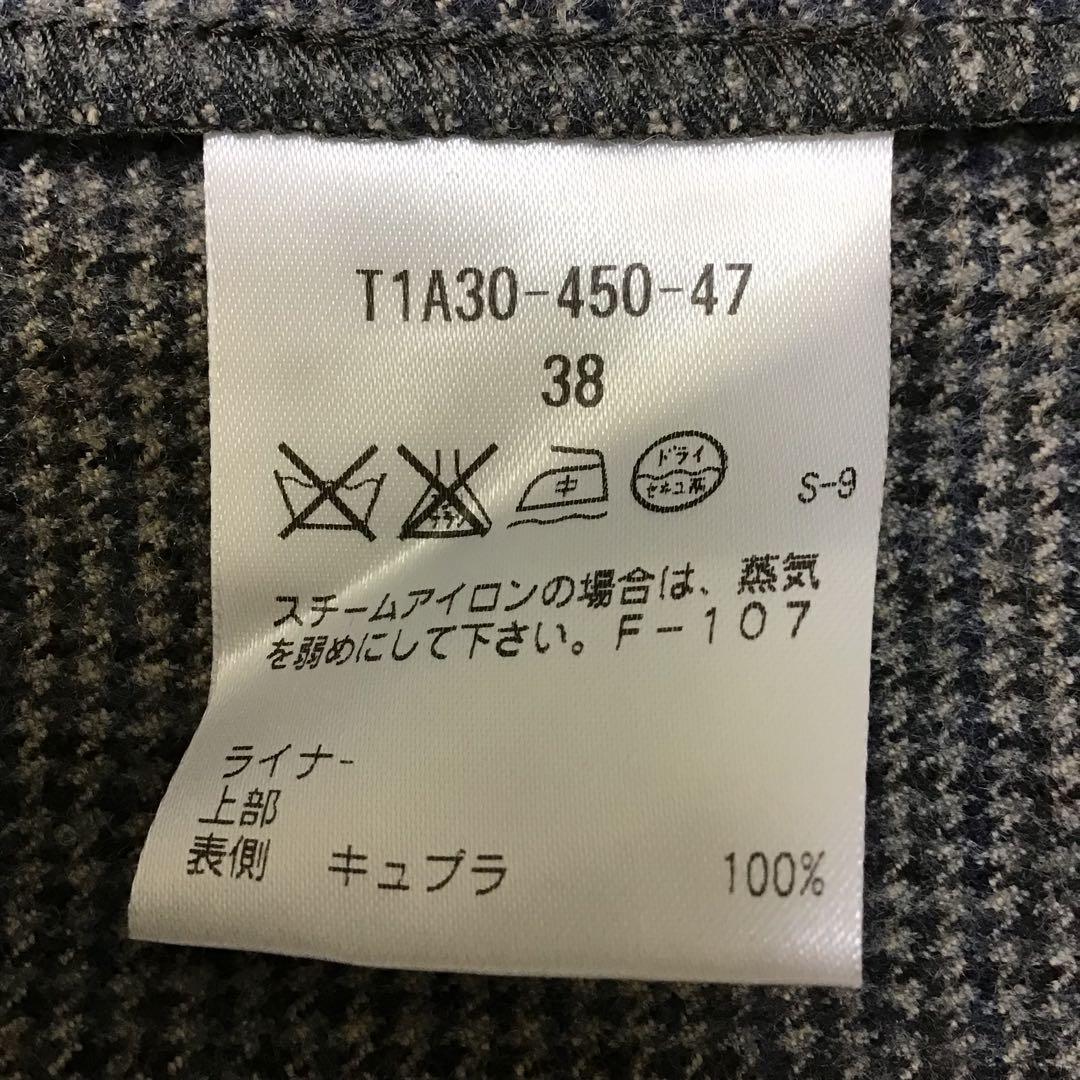 T1A30-450-47
38
中 ドライ
セキユ系 S-9
スチームアイロンの場合は、蒸気
を弱めにして下さい。F-107
ライナー
上部
表側 キュプラ 100%